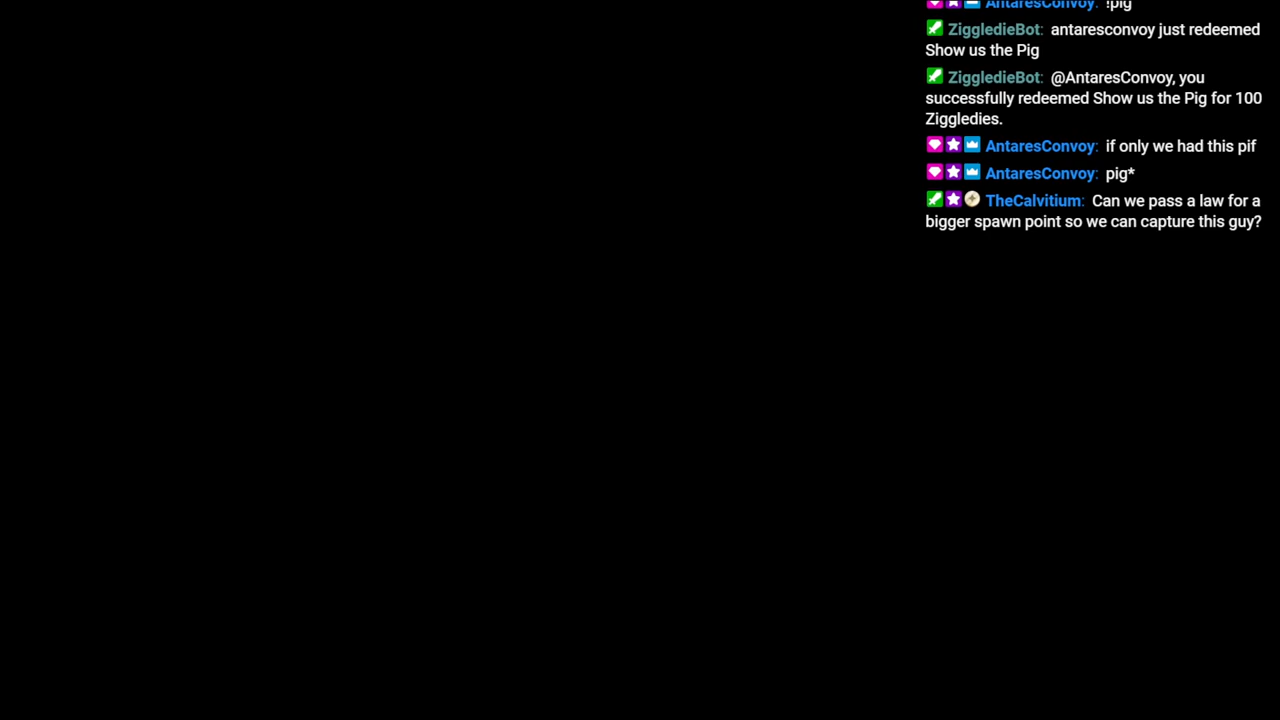 AntaresConvoy: !pig
ZiggledieBot: antaresconvoy just redeemed
Show us the Pig
ZiggledieBot: @AntaresConvoy, you
successfully redeemed Show us the Pig for 100
Ziggledies.
AntaresConvoy: if only we had this pif
AntaresConvoy: pig*
TheCalvitium: Can we pass a law for a
bigger spawn point so we can capture this guy?